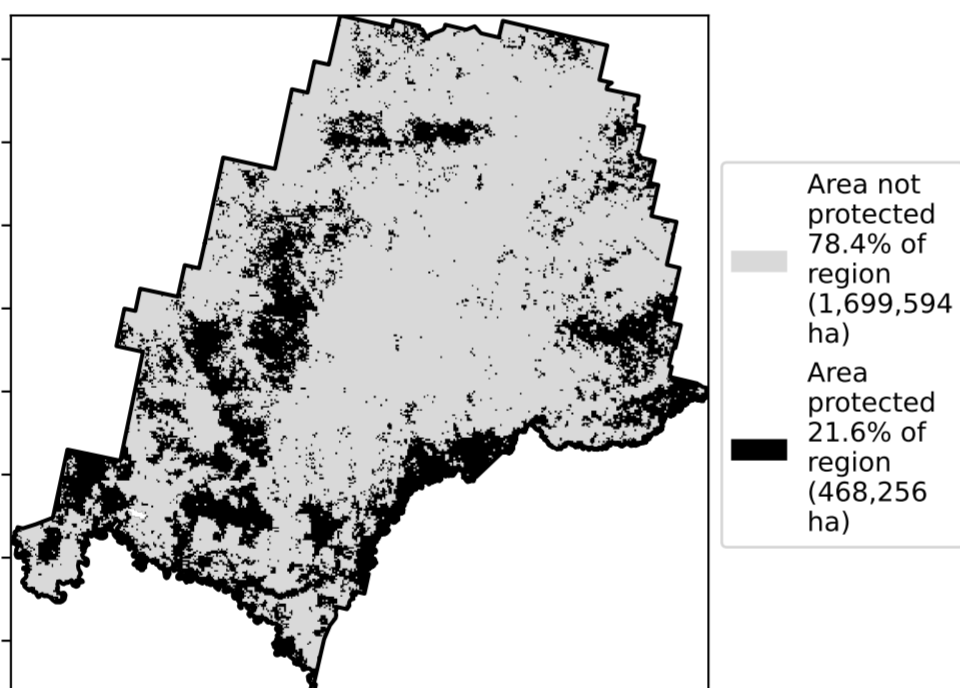 Area not
protected
78.4% of
region
(1,699,594
ha)
Area
protected
21.6% of
region
(468,256
ha)